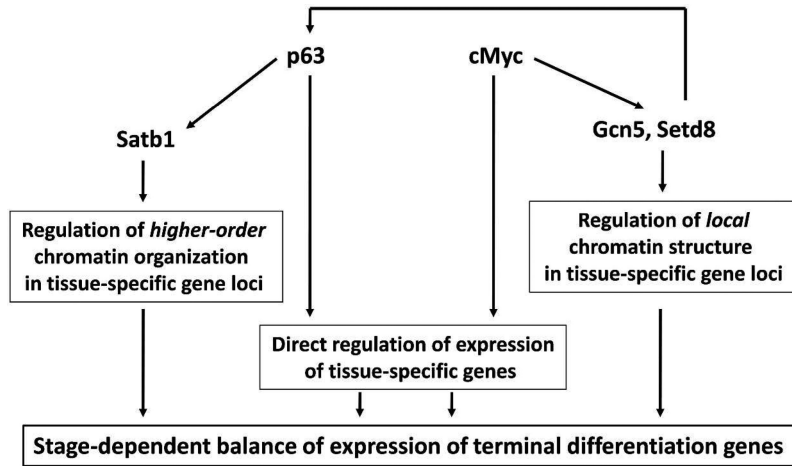 p63
cMyc
Satb1
Gcn5, Setd8
Regulation of higher-order
chromatin organization
in tissue-specific gene loci
Regulation of local
chromatin structure
in tissue-specific gene loci
Direct regulation of expression
of tissue-specific genes
Stage-dependent balance of expression of terminal differentiation genes